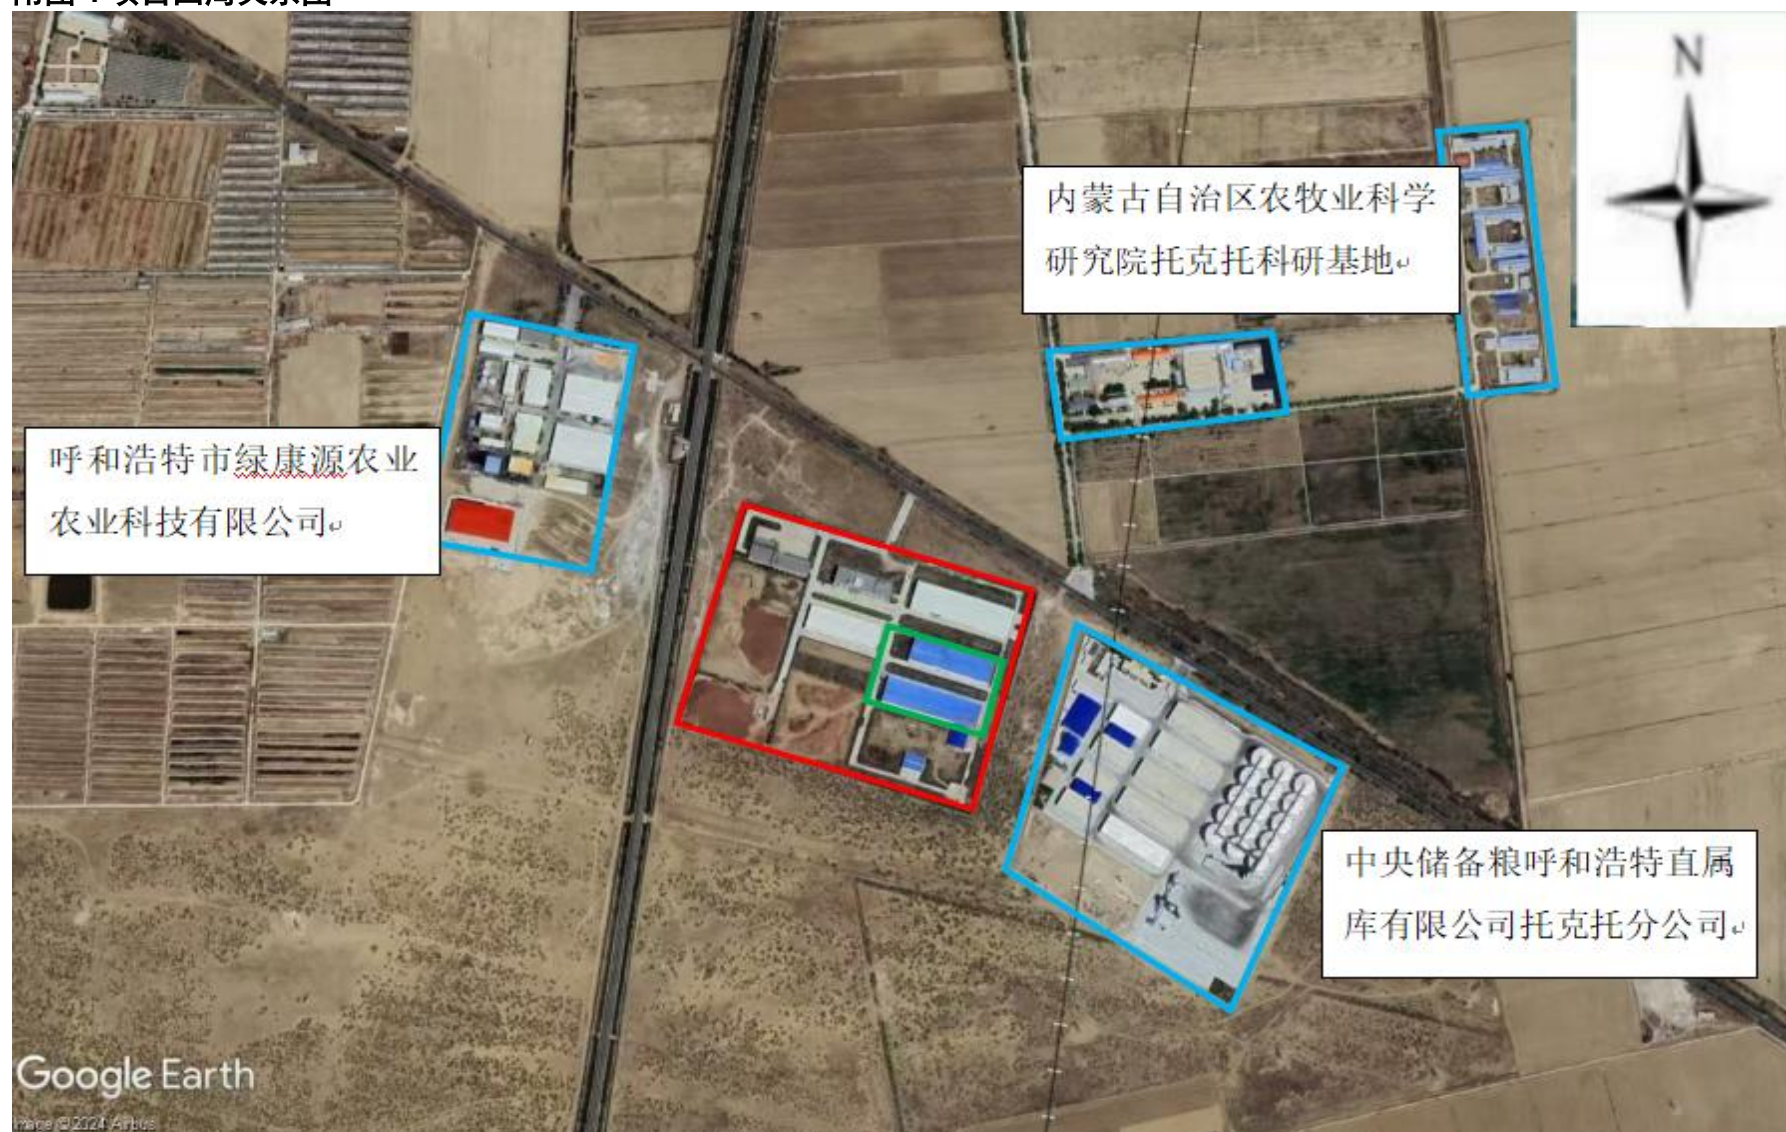 N
内蒙古自治区农牧业科学
研究院托克托科研基地
呼和浩特市绿康源农业
农业科技有限公司
中央储备粮呼和浩特直属
库有限公司托克托分公司
Google Earth
Image © 2024 Airbus